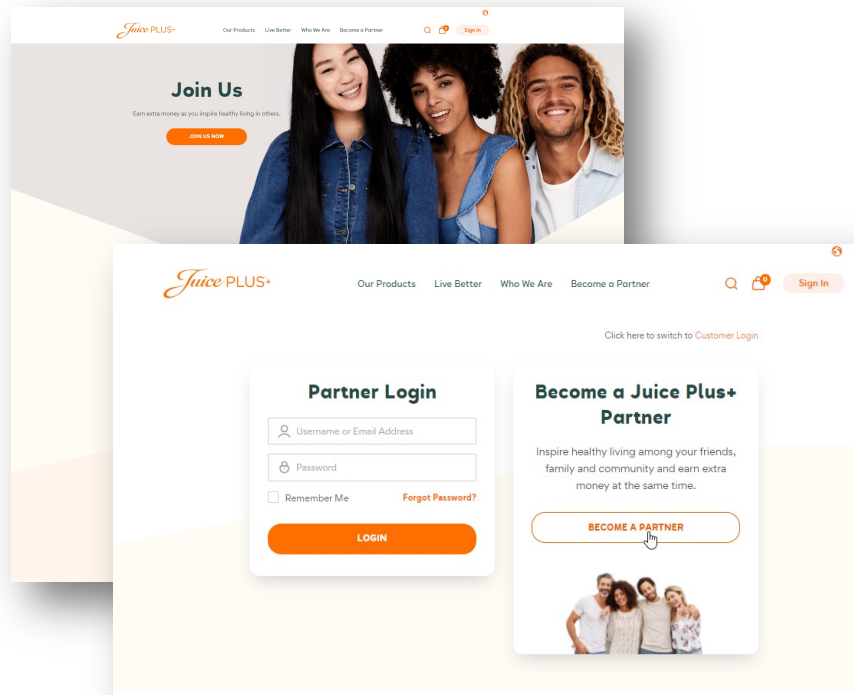 Juice PLUS+
Our Products Live Better Who We Are Become a Partner
0
Sign In
Join Us
Earn extra money as you inspire healthy living in others.
JOIN US NOW
Juice PLUS+
Our Products Live Better Who We Are Become a Partner
0
Sign In
Click here to switch to Customer Login
Partner Login
Username or Email Address
Password
Remember Me Forgot Password?
LOGIN
Become a Juice Plus+
Partner
Inspire healthy living among your friends,
family and community and earn extra
money at the same time.
BECOME A PARTNER